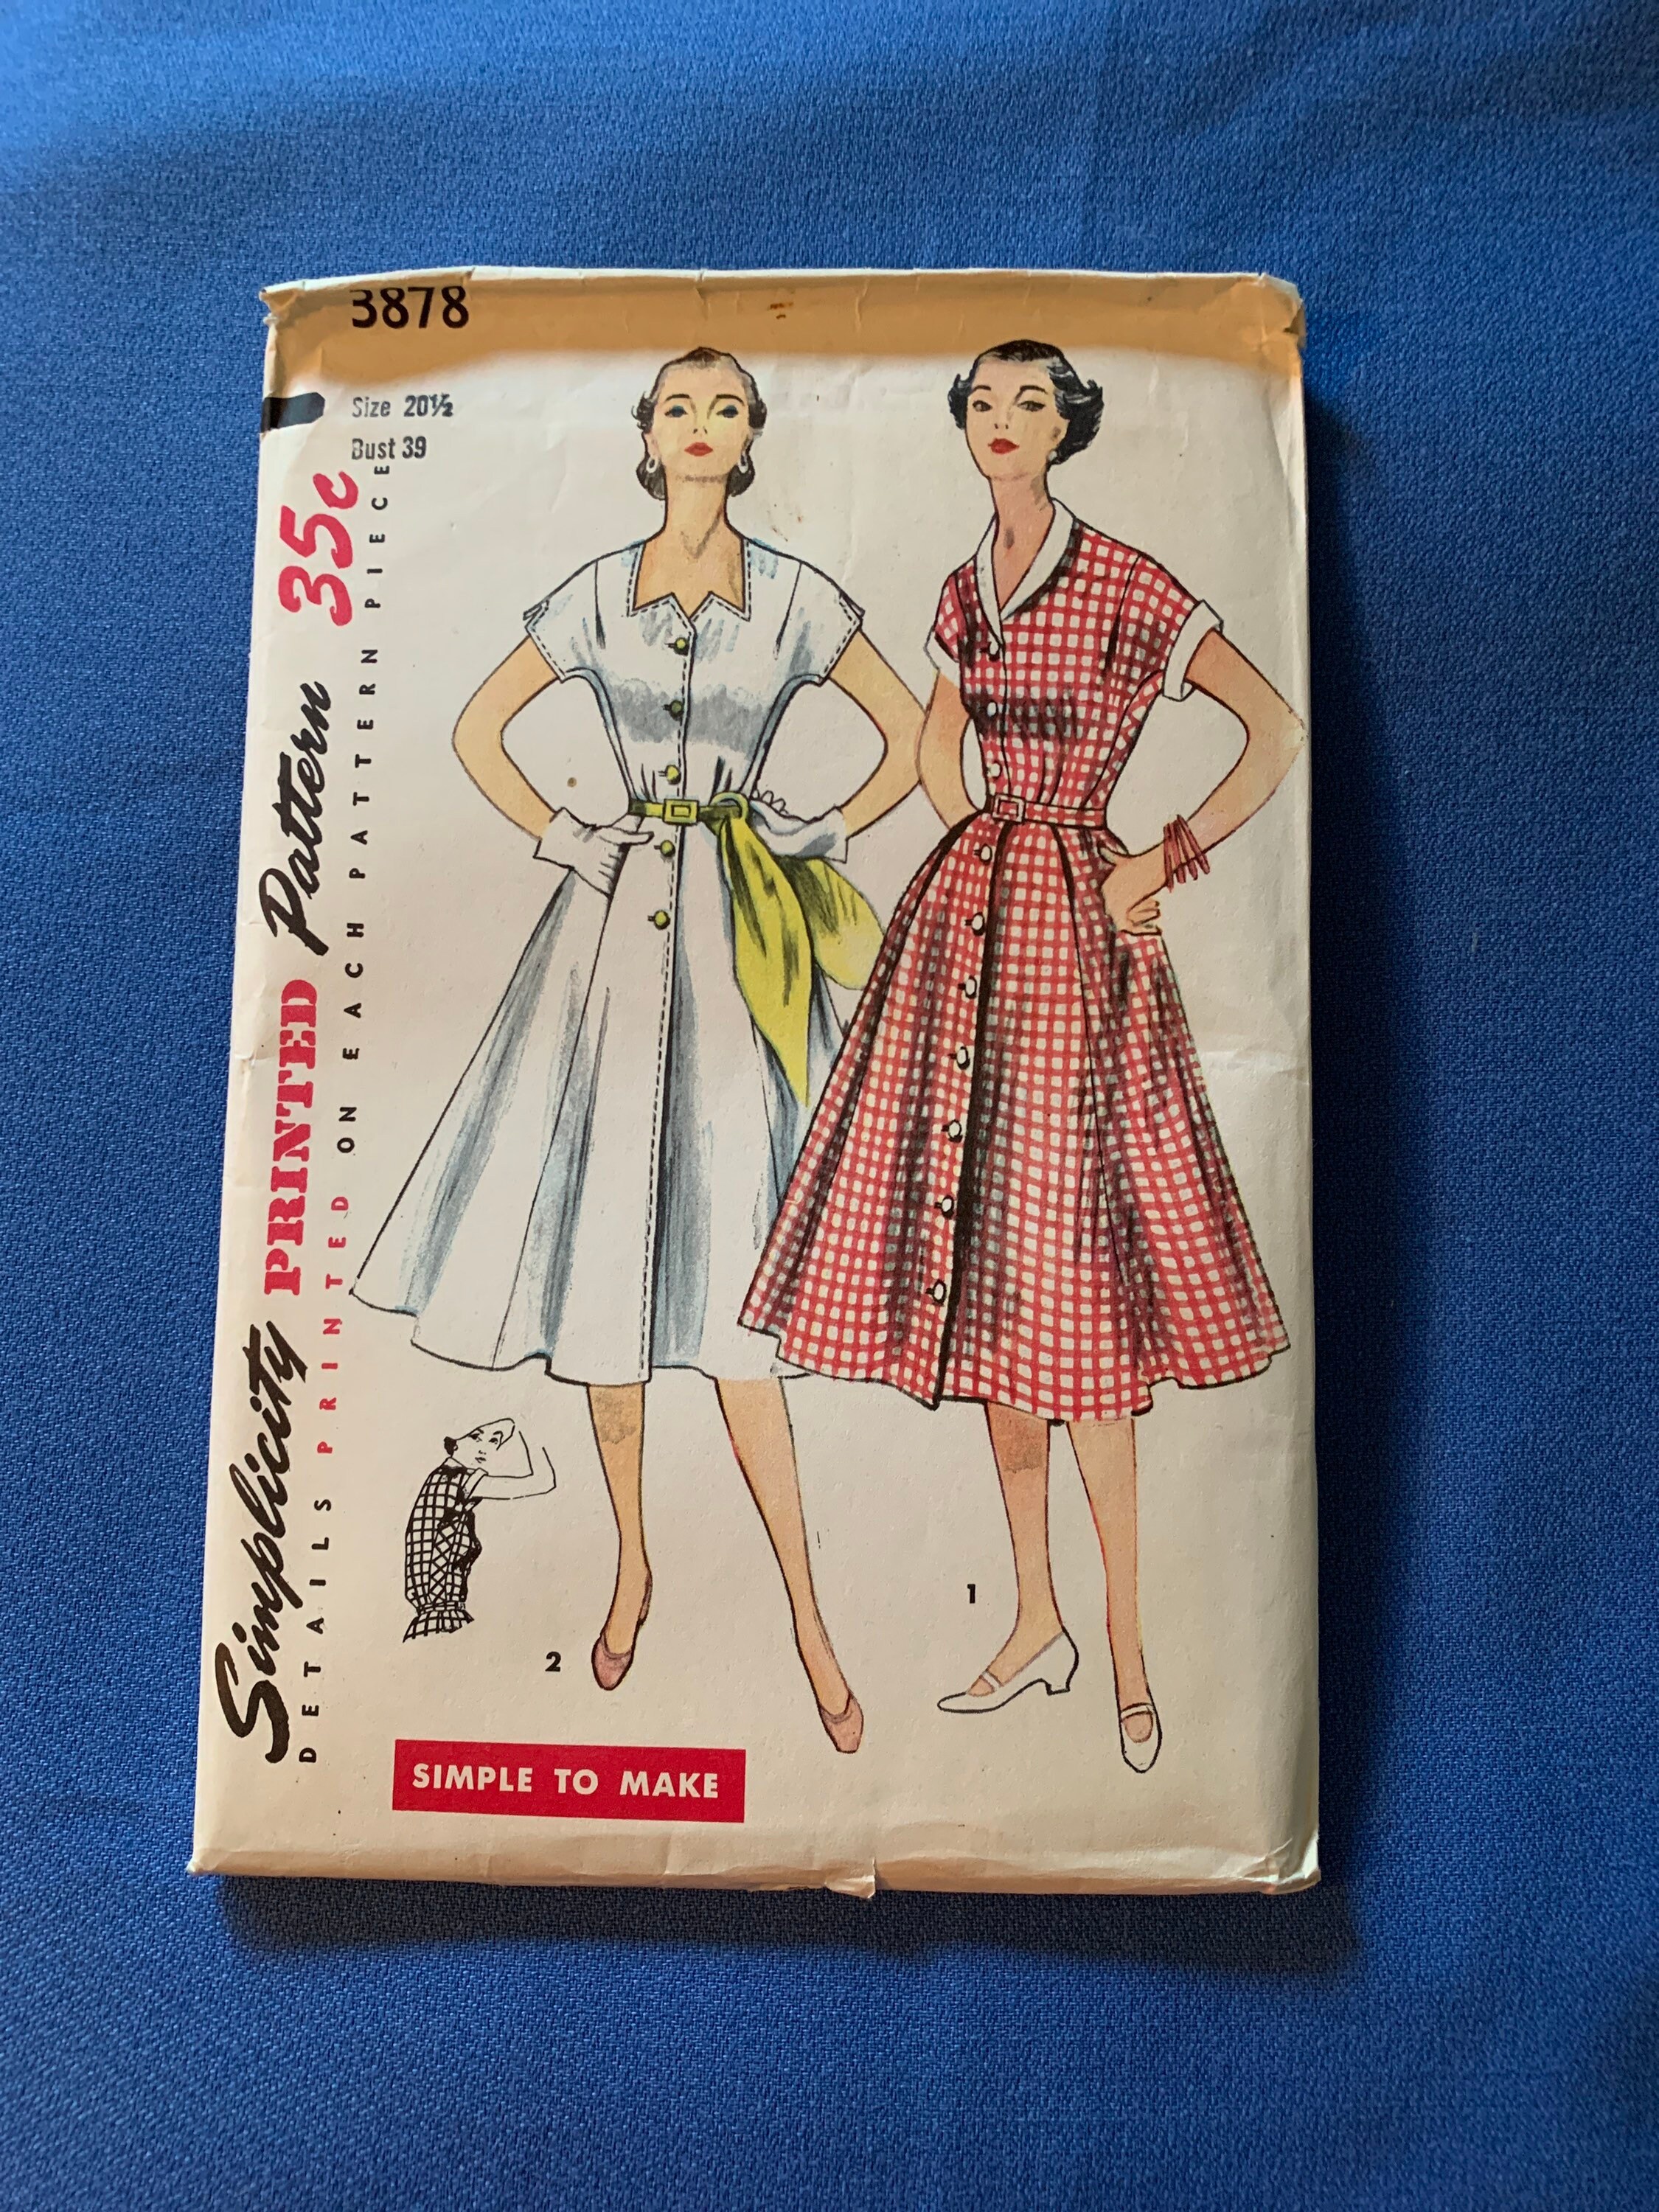 3878
Size 20½
Bust 39
Simplicity PRINTED Pattern 35c
DETAILS PRINTED ON EACH PATTERN PIECE
2
1
SIMPLE TO MAKE